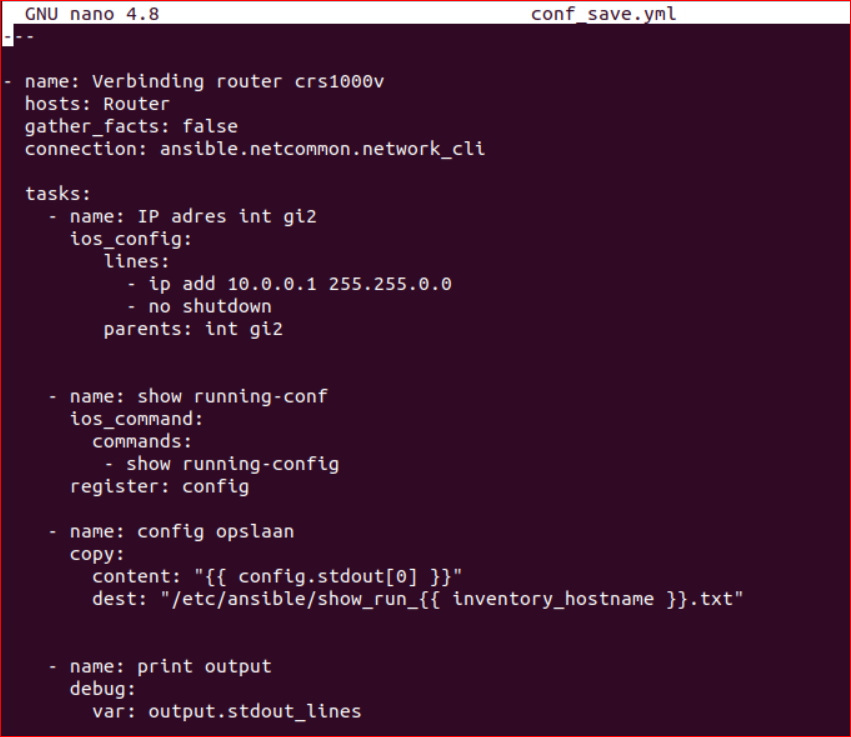 GNU nano 4.8 conf_save.yml
---
- name: Verbinding router crs1000v
hosts: Router
gather_facts: false
connection: ansible.netcommon.network_cli
tasks:
- name: IP adres int gi2
ios_config:
lines:
- ip add 10.0.0.1 255.255.0.0
- no shutdown
parents: int gi2
- name: show running-conf
ios_command:
commands:
- show running-config
register: config
- name: config opslaan
copy:
content: "{{ config.stdout[0] }}"
dest: "/etc/ansible/show_run_{{ inventory_hostname }}.txt"
- name: print output
debug:
var: output.stdout_lines